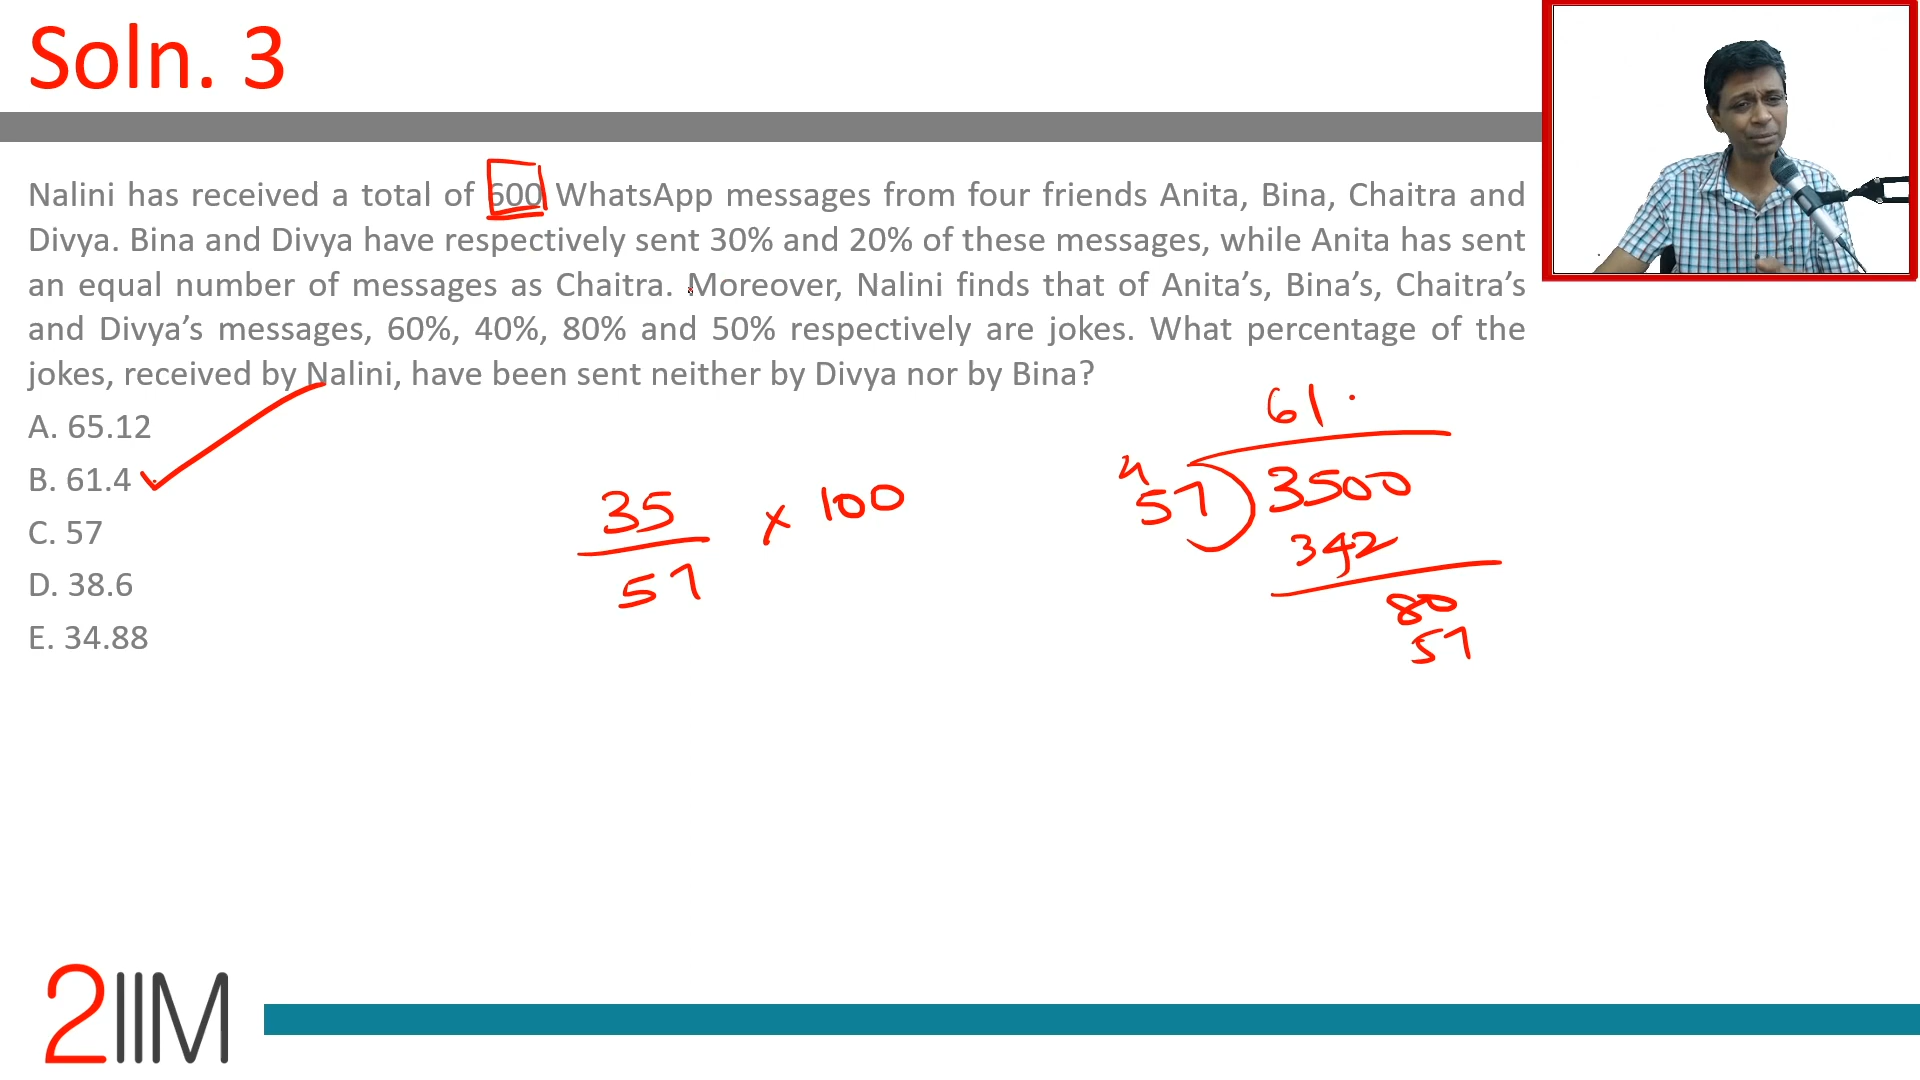 Soln. 3
Nalini has received a total of 600 WhatsApp messages from four friends Anita, Bina, Chaitra and
Divya. Bina and Divya have respectively sent 30% and 20% of these messages, while Anita has sent
an equal number of messages as Chaitra. Moreover, Nalini finds that of Anita’s, Bina’s, Chaitra’s
and Divya’s messages, 60%, 40%, 80% and 50% respectively are jokes. What percentage of the
jokes, received by Nalini, have been sent neither by Divya nor by Bina?
A. 65.12
B. 61.4
C. 57
D. 38.6
E. 34.88
35
57
x 100
61.
4
57) 3500
342
80
57
2IIM